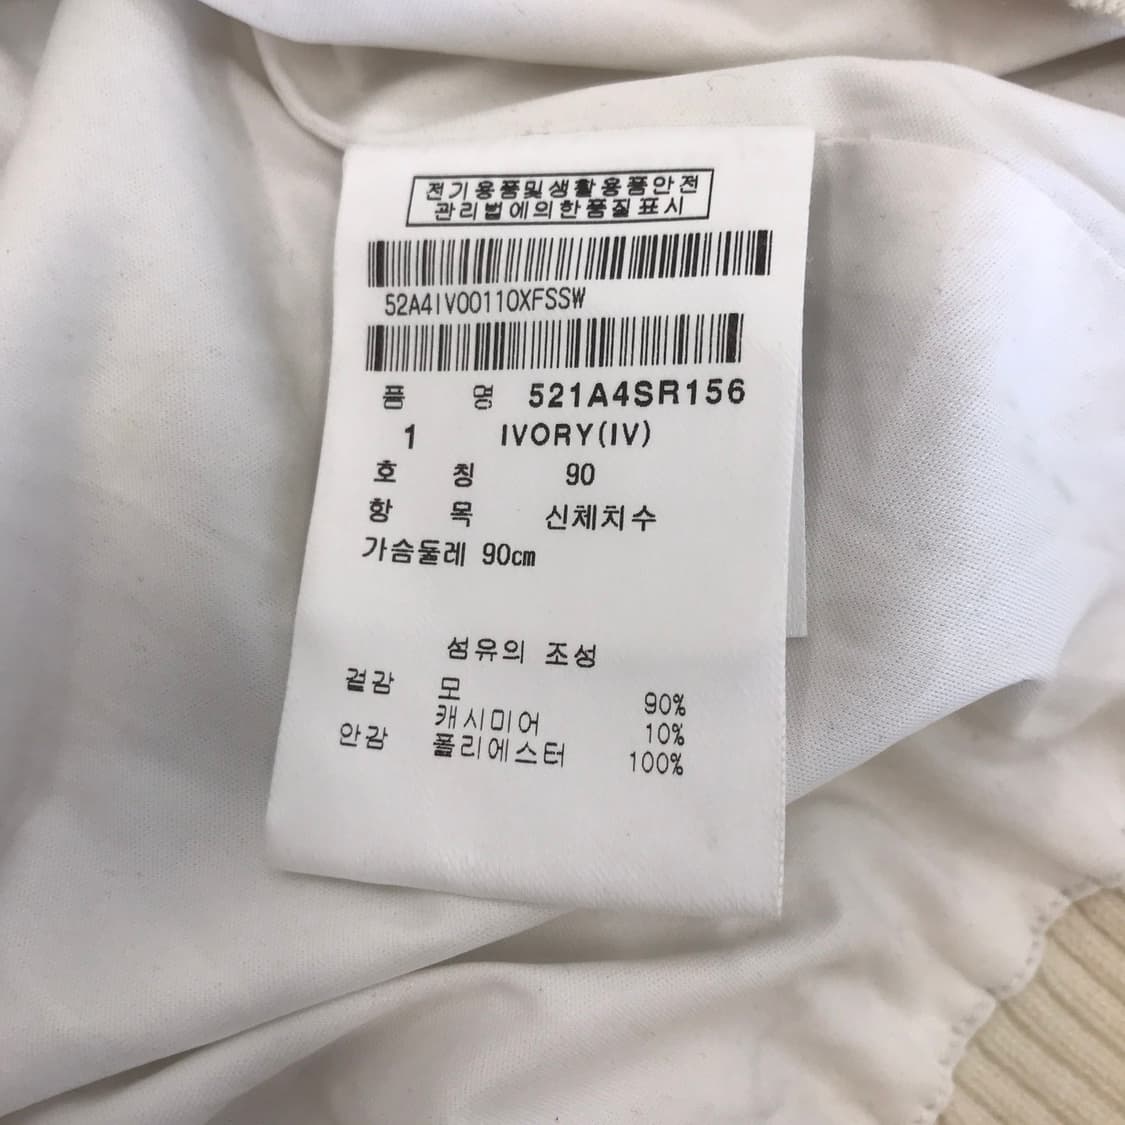 전기용품및생활용품안전
관리법에의한품질표시
52A4IV00110XFSSW
품 명 521A4SR156
1 IVORY(IV)
호 칭 90
항 목 신체치수
가슴둘레 90cm
섬유의 조성
겉감 모 90%
캐시미어 10%
안감 폴리에스터 100%